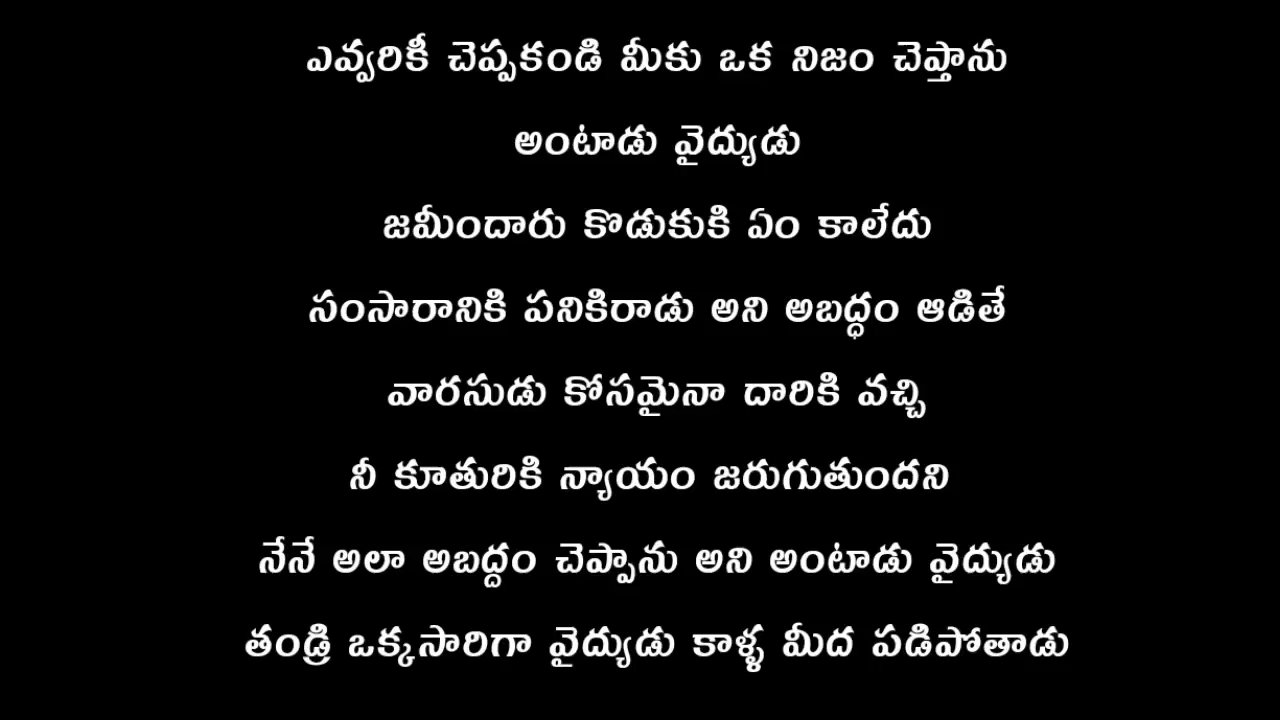 ఎవ్వరికీ చెప్పకండి మీకు ఒక నిజం చెప్తాను
అంటాడు వైద్యుడు
జమీందారు కొడుకుకి ఏం కాలేదు
సంసారానికి పనికిరాడు అని అబద్ధం ఆడితే
వారసుడు కోసమైనా దారికి వచ్చి
నీ కూతురికి న్యాయం జరుగుతుందని
నేనే అలా అబద్దం చెప్పాను అని అంటాడు వైద్యుడు
తండ్రి ఒక్కసారిగా వైద్యుడు కాళ్ళ మీద పడిపోతాడు